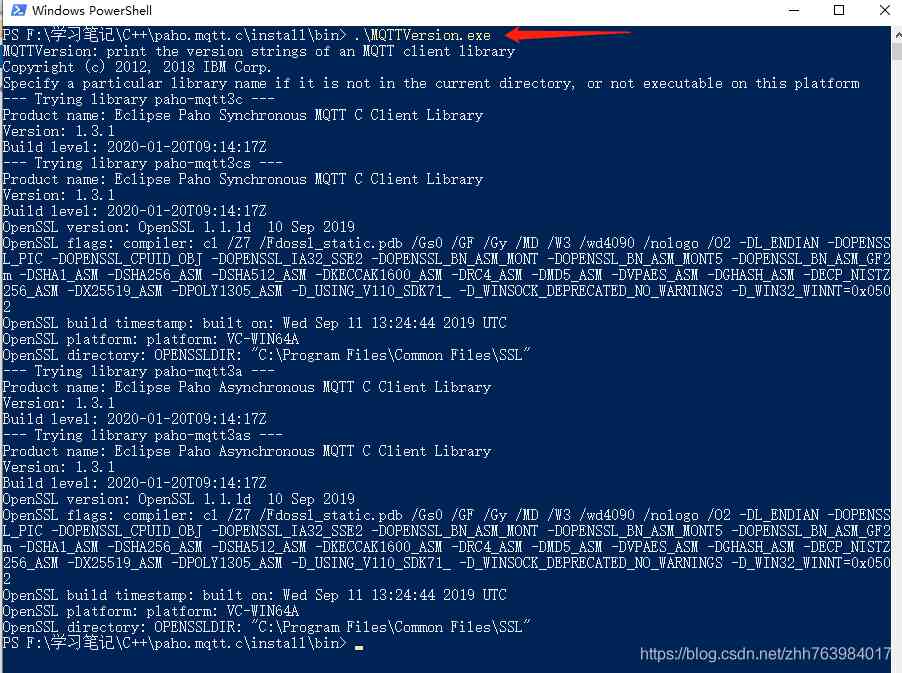 Windows PowerShell
PS F:\学习笔记\C++\paho.mqtt.c\install\bin> .\MQTTVersion.exe
MQTTVersion: print the version strings of an MQTT client library
Copyright (c) 2012, 2018 IBM Corp.
Specify a particular library name if it is not in the current directory, or not executable on this platform
--- Trying library paho-mqtt3c ---
Product name: Eclipse Paho Synchronous MQTT C Client Library
Version: 1.3.1
Build level: 2020-01-20T09:14:17Z
--- Trying library paho-mqtt3cs ---
Product name: Eclipse Paho Synchronous MQTT C Client Library
Version: 1.3.1
Build level: 2020-01-20T09:14:17Z
OpenSSL version: OpenSSL 1.1.1d  10 Sep 2019
OpenSSL flags: compiler: cl /Z7 /Fdossl_static.pdb /Gs0 /GF /Gy /MD /W3 /wd4090 /nologo /O2 -DL_ENDIAN -DOPENSS
L_PIC -DOPENSSL_CPUID_OBJ -DOPENSSL_IA32_SSE2 -DOPENSSL_BN_ASM_MONT -DOPENSSL_BN_ASM_MONT5 -DOPENSSL_BN_ASM_GF2
m -DSHA1_ASM -DSHA256_ASM -DSHA512_ASM -DKECCAK1600_ASM -DRC4_ASM -DMD5_ASM -DVPAES_ASM -DGHASH_ASM -DECP_NISTZ
256_ASM -DX25519_ASM -DPOLY1305_ASM -D_USING_V110_SDK71_ -D_WINSOCK_DEPRECATED_NO_WARNINGS -D_WIN32_WINNT=0x050
2
OpenSSL build timestamp: built on: Wed Sep 11 13:24:44 2019 UTC
OpenSSL platform: platform: VC-WIN64A
OpenSSL directory: OPENSSLDIR: "C:\Program Files\Common Files\SSL"
--- Trying library paho-mqtt3a ---
Product name: Eclipse Paho Asynchronous MQTT C Client Library
Version: 1.3.1
Build level: 2020-01-20T09:14:17Z
--- Trying library paho-mqtt3as ---
Product name: Eclipse Paho Asynchronous MQTT C Client Library
Version: 1.3.1
Build level: 2020-01-20T09:14:17Z
OpenSSL version: OpenSSL 1.1.1d  10 Sep 2019
OpenSSL flags: compiler: cl /Z7 /Fdossl_static.pdb /Gs0 /GF /Gy /MD /W3 /wd4090 /nologo /O2 -DL_ENDIAN -DOPENSS
L_PIC -DOPENSSL_CPUID_OBJ -DOPENSSL_IA32_SSE2 -DOPENSSL_BN_ASM_MONT -DOPENSSL_BN_ASM_MONT5 -DOPENSSL_BN_ASM_GF2
m -DSHA1_ASM -DSHA256_ASM -DSHA512_ASM -DKECCAK1600_ASM -DRC4_ASM -DMD5_ASM -DVPAES_ASM -DGHASH_ASM -DECP_NISTZ
256_ASM -DX25519_ASM -DPOLY1305_ASM -D_USING_V110_SDK71_ -D_WINSOCK_DEPRECATED_NO_WARNINGS -D_WIN32_WINNT=0x050
2
OpenSSL build timestamp: built on: Wed Sep 11 13:24:44 2019 UTC
OpenSSL platform: platform: VC-WIN64A
OpenSSL directory: OPENSSLDIR: "C:\Program Files\Common Files\SSL"
PS F:\学习笔记\C++\paho.mqtt.c\install\bin>
https://blog.csdn.net/zhh763984017